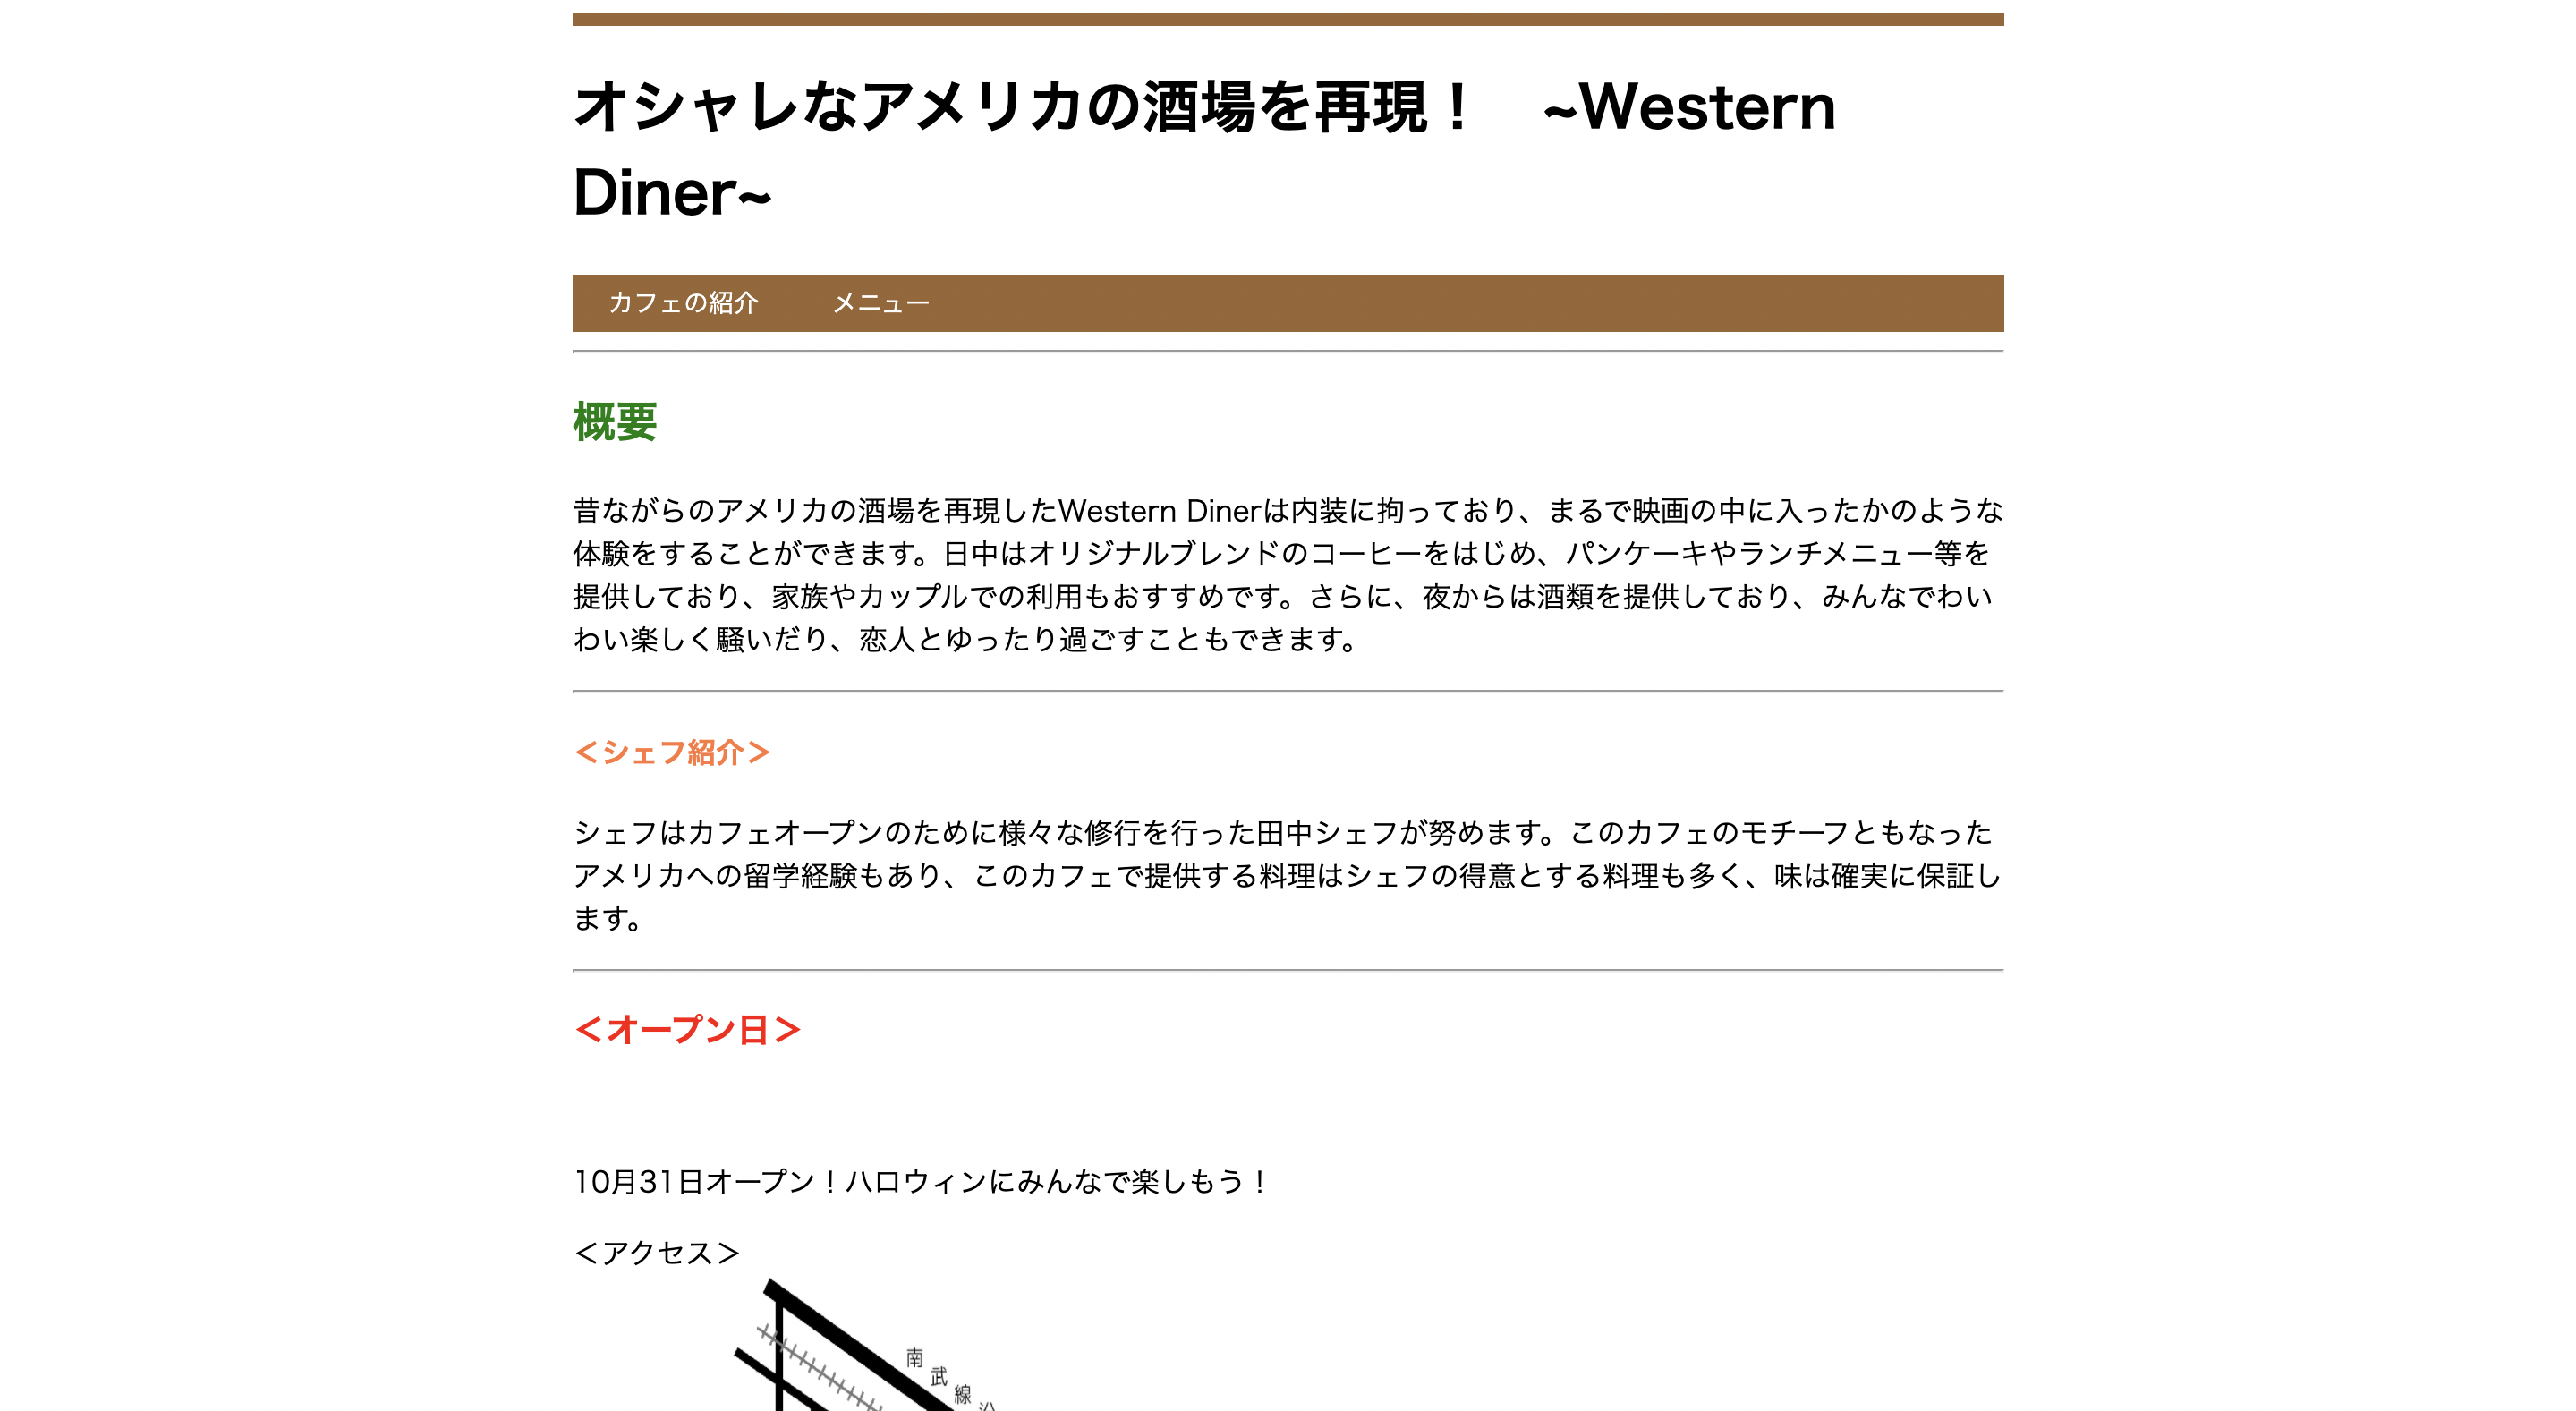 オシャレなアメリカの酒場を再現！　~Western
Diner~
カフェの紹介　メニュー
概要
昔ながらのアメリカの酒場を再現したWestern Dinerは内装に拘っており、まるで映画の中に入ったかのような
体験をすることができます。日中はオリジナルブレンドのコーヒーをはじめ、パンケーキやランチメニュー等を
提供しており、家族やカップルでの利用もおすすめです。さらに、夜からは酒類を提供しており、みんなでわい
わい楽しく騒いだり、恋人とゆったり過ごすこともできます。
＜シェフ紹介＞
シェフはカフェオープンのために様々な修行を行った田中シェフが努めます。このカフェのモチーフともなった
アメリカへの留学経験もあり、このカフェで提供する料理はシェフの得意とする料理も多く、味は確実に保証し
ます。
＜オープン日＞
10月31日オープン！ハロウィンにみんなで楽しもう！
＜アクセス＞
南武線